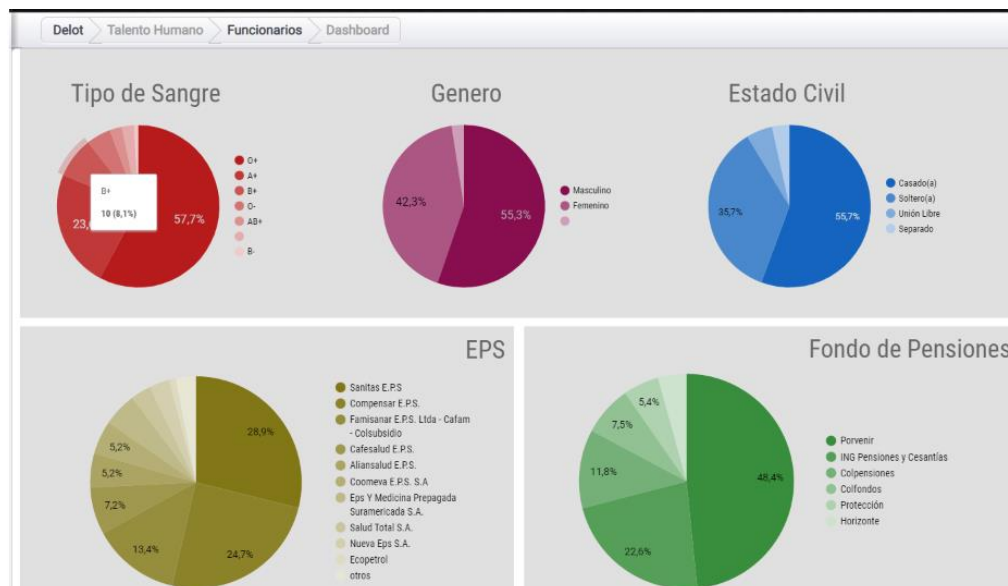 Delot
Talento Humano
Funcionarios
Dashboard
Tipo de Sangre
B+
10 (8,1%)
57,7%
O+
A+
B+
O-
AB+
B-
Genero
42,3%
55,3%
Masculino
Femenino
Estado Civil
35,7%
55,7%
Casado(a)
Soltero(a)
Unión Libre
Separado
EPS
28,9%
24,7%
13,4%
7,2%
5,2%
5,2%
Sanitas E.P.S
Compensar E.P.S.
Famisanar E.P.S. Ltda - Cafam
- Colsubsidio
Cafesalud E.P.S.
Aliansalud E.P.S.
Coomeva E.P.S. S.A
Eps Y Medicina Prepagada
Suramericada S.A.
Salud Total S.A.
Nueva Eps S.A.
Ecopetrol
otros
Fondo de Pensiones
5,4%
7,5%
11,8%
22,6%
48,4%
Porvenir
ING Pensiones y Cesantías
Colpensiones
Colfondos
Protección
Horizonte